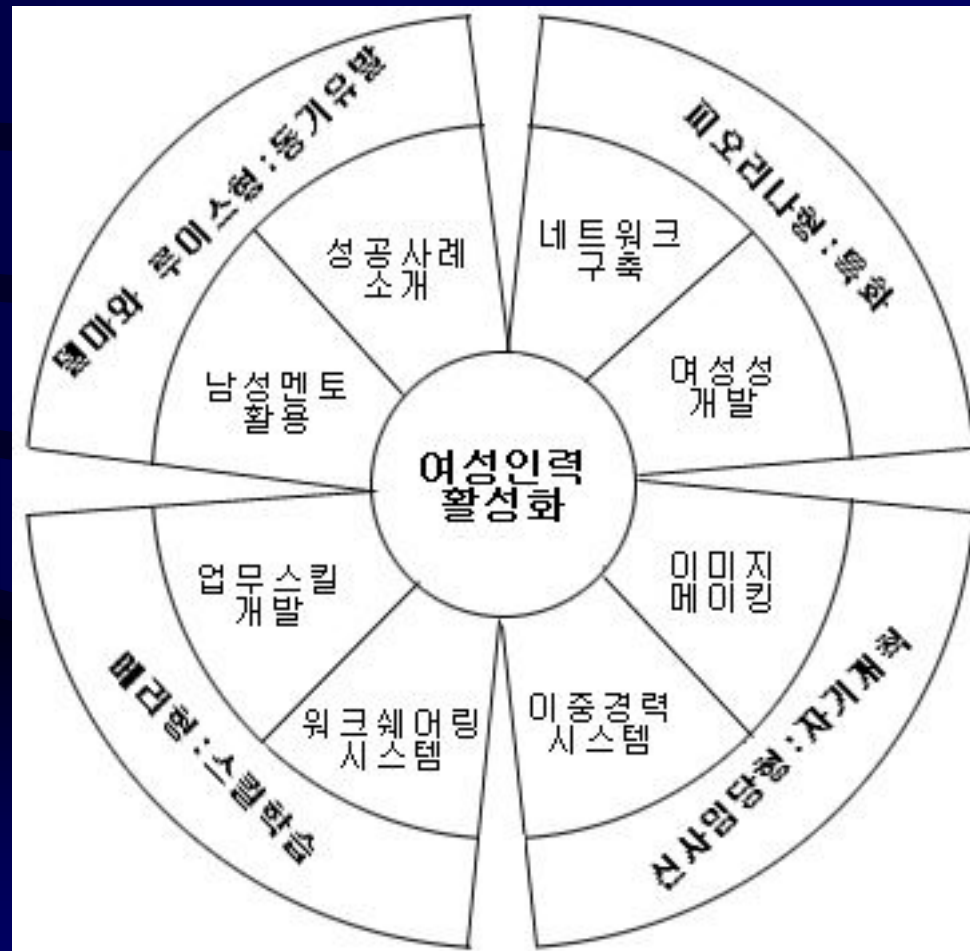 델마와 루이스형:동기유발
피오리나형:특화
성공사례
소개
네트워크
구축
남성멘토
활용
여성성
개발
여성인력
활성화
업무스킬
개발
이미지
메이킹
워크쉐어링
시스템
이중경력
시스템
메리형:스킬학습
신사임당형:자기개척